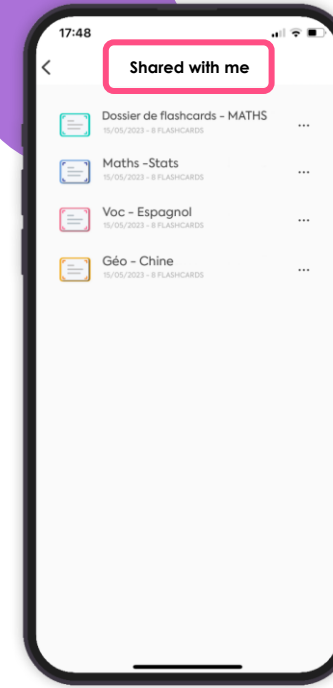 17:48
Shared with me
Dossier de flashcards - MATHS
15/05/2023 - 8 FLASHCARDS
Maths -Stats
15/05/2023 - 8 FLASHCARDS
Voc - Espagnol
15/05/2023 - 8 FLASHCARDS
Géo - Chine
15/05/2023 - 8 FLASHCARDS